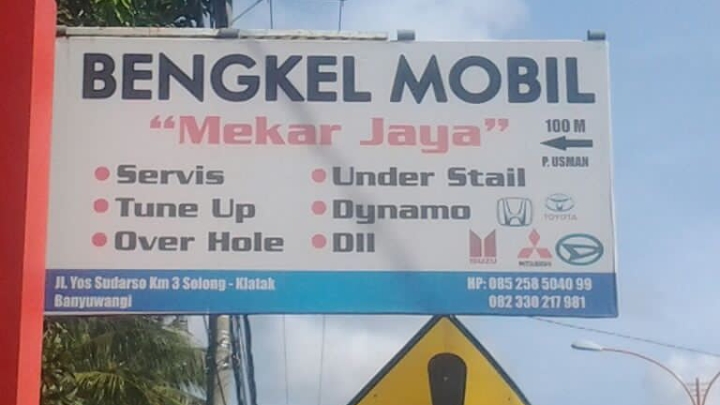 BENGKEL MOBIL
"Mekar Jaya"
100 M
P. USMAN
• Servis
• Under Stail
• Tune Up
• Dynamo
• Over Hole
• Dll
TOYOTA
ISUZU
MITSUBISHI
Jl. Yos Sudarso Km 3 Solong - Klatak
Banyuwangi
HP: 085 258 5040 99
082 330 217 981